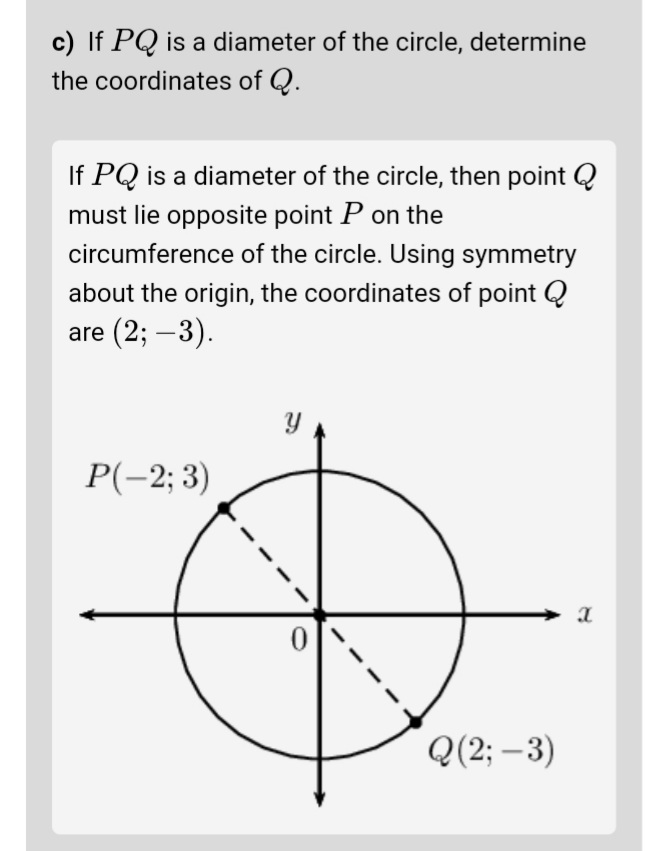 c) If PQ is a diameter of the circle, determine
the coordinates of Q.
If PQ is a diameter of the circle, then point Q
must lie opposite point P on the
circumference of the circle. Using symmetry
about the origin, the coordinates of point Q
are (2; −3).
y
P(−2; 3)
x
0
Q(2; −3)